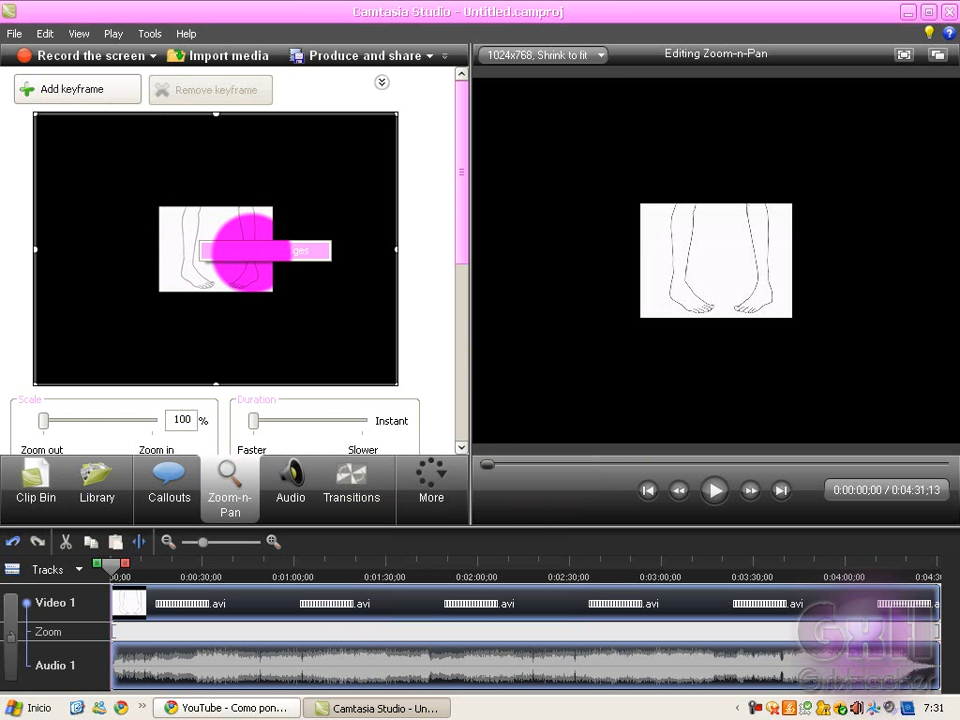 Camtasia Studio - Untitled.camproj
File Edit View Play Tools Help
Record the screen Import media Produce and share
1024x768, Shrink to fit Editing Zoom-n-Pan
Add keyframe Remove keyframe
Scale Duration
100 % Instant
Zoom out Zoom in Faster Slower
Clip Bin Library Callouts Zoom-n-Pan Audio Transitions More
0:00:00;00 / 0:04:31;13
Tracks
00;00 0:00:30;00 0:01:00;00 0:01:30;00 0:02:00;00 0:02:30;00 0:03:00;00 0:03:30;00 0:04:00;00 0:04:3
Video 1 .avi .avi .avi .avi .avi .a
Zoom
Audio 1
Inicio YouTube - Como pon... Camtasia Studio - Un... 7:31